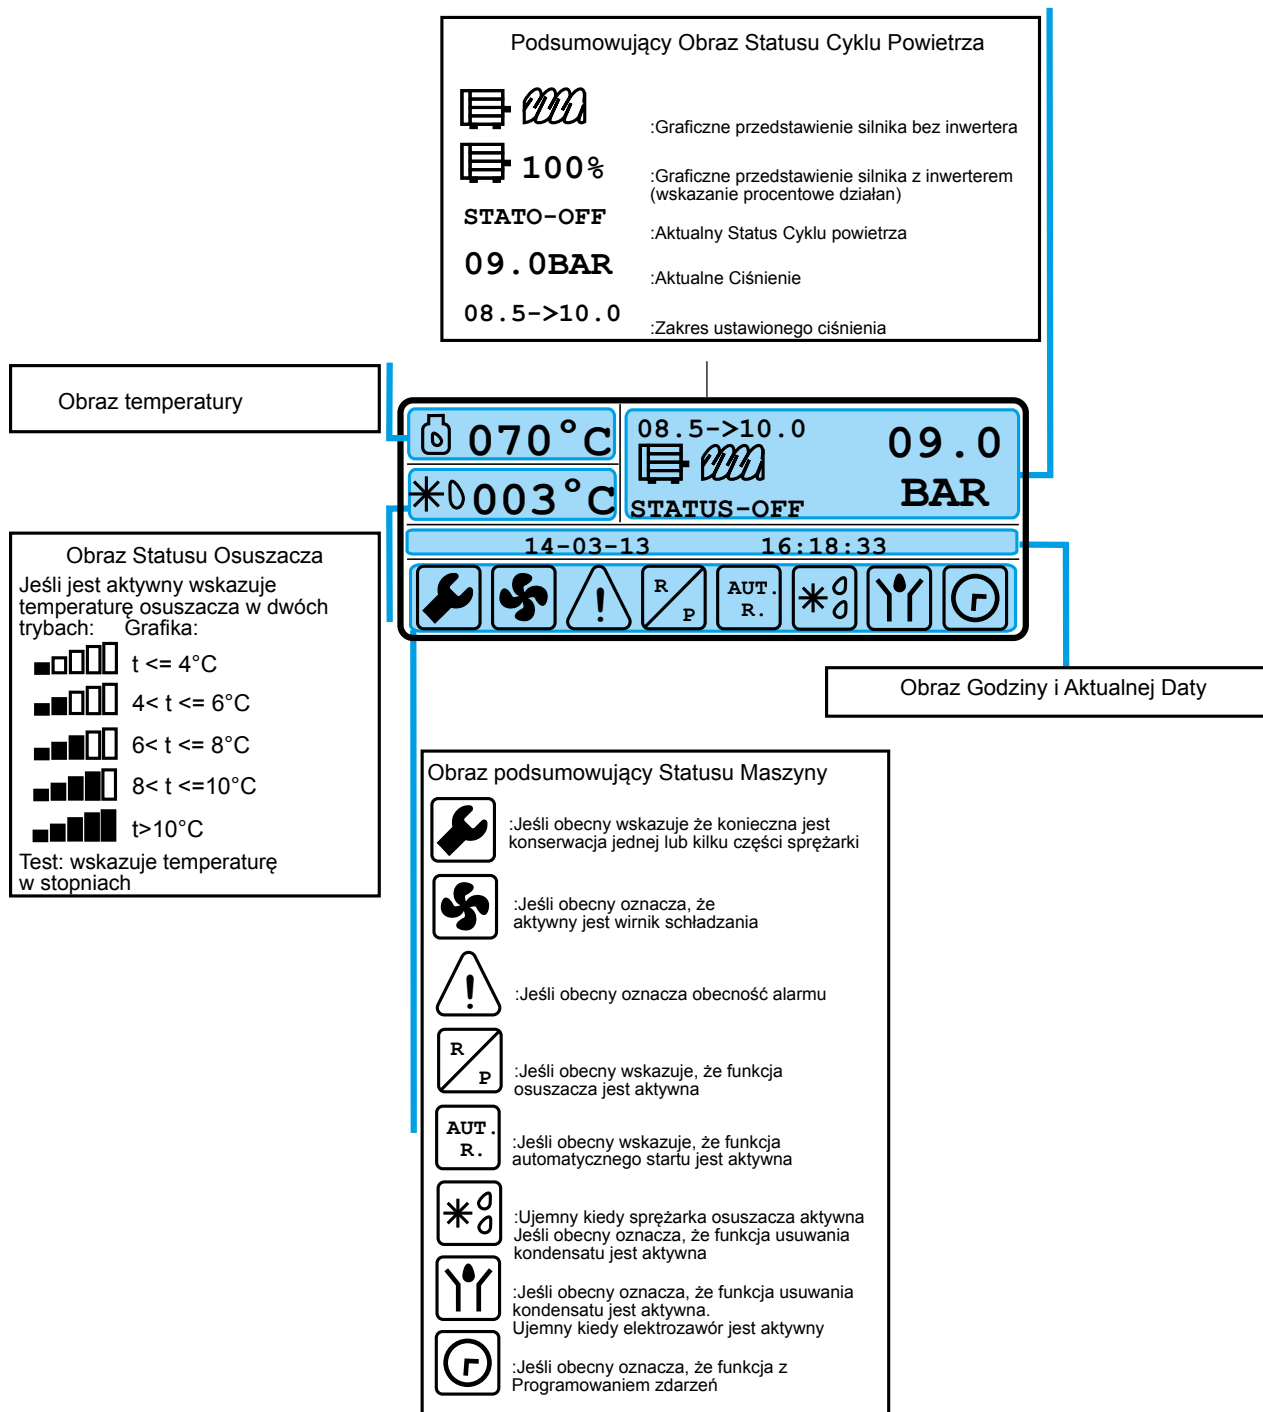 Podsumowujący Obraz Statusu Cyklu Powietrza
:Graficzne przedstawienie silnika bez inwertera
100%
:Graficzne przedstawienie silnika z inwerterem
(wskazanie procentowe działan)
STATO-OFF
:Aktualny Status Cyklu powietrza
09.0BAR
:Aktualne Ciśnienie
08.5->10.0
:Zakres ustawionego ciśnienia
Obraz temperatury
070°C
08.5->10.0
09.0
BAR
003°C
STATUS-OFF
14-03-13 16:18:33
R
P
AUT.
R.
Obraz Statusu Osuszacza
Jeśli jest aktywny wskazuje
temperaturę osuszacza w dwóch
trybach: Grafika:
t <= 4°C
4< t <= 6°C
6< t <= 8°C
8< t <=10°C
t>10°C
Test: wskazuje temperaturę
w stopniach
Obraz Godziny i Aktualnej Daty
Obraz podsumowujący Statusu Maszyny
:Jeśli obecny wskazuje że konieczna jest
konserwacja jednej lub kilku części sprężarki
:Jeśli obecny oznacza, że
aktywny jest wirnik schładzania
:Jeśli obecny oznacza obecność alarmu
R
P
:Jeśli obecny wskazuje, że funkcja
osuszacza jest aktywna
AUT.
R.
:Jeśli obecny wskazuje, że funkcja
automatycznego startu jest aktywna
:Ujemny kiedy sprężarka osuszacza aktywna
Jeśli obecny oznacza, że funkcja usuwania
kondensatu jest aktywna
:Jeśli obecny oznacza, że funkcja usuwania
kondensatu jest aktywna.
Ujemny kiedy elektrozawór jest aktywny
:Jeśli obecny oznacza, że funkcja z
Programowaniem zdarzeń